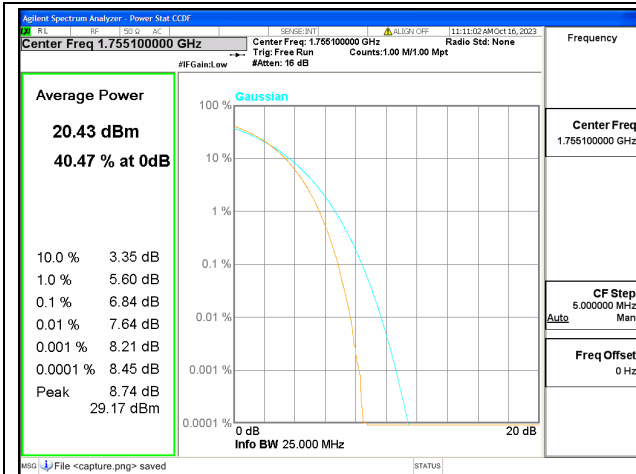 Agilent Spectrum Analyzer - Power Stat CCDF
RL RF 50 Ω AC SENSE:INT ALIGN OFF 11:11:02 AM Oct 16, 2023
Center Freq 1.755100000 GHz
Center Freq: 1.755100000 GHz Radio Std: None
Trig: Free Run Counts:1.00 M/1.00 Mpt
#IFGain:Low #Atten: 16 dB
Frequency
Average Power
20.43 dBm
40.47 % at 0dB
10.0 % 3.35 dB
1.0 % 5.60 dB
0.1 % 6.84 dB
0.01 % 7.64 dB
0.001 % 8.21 dB
0.0001 % 8.45 dB
Peak 8.74 dB
29.17 dBm
Gaussian
100 %
10 %
1 %
0.1 %
0.01 %
0.001 %
0.0001 %
0 dB 20 dB
Info BW 25.000 MHz
Center Freq
1.755100000 GHz
CF Step
5.000000 MHz
Auto Man
Freq Offset
0 Hz
MSG File <capture.png> saved STATUS